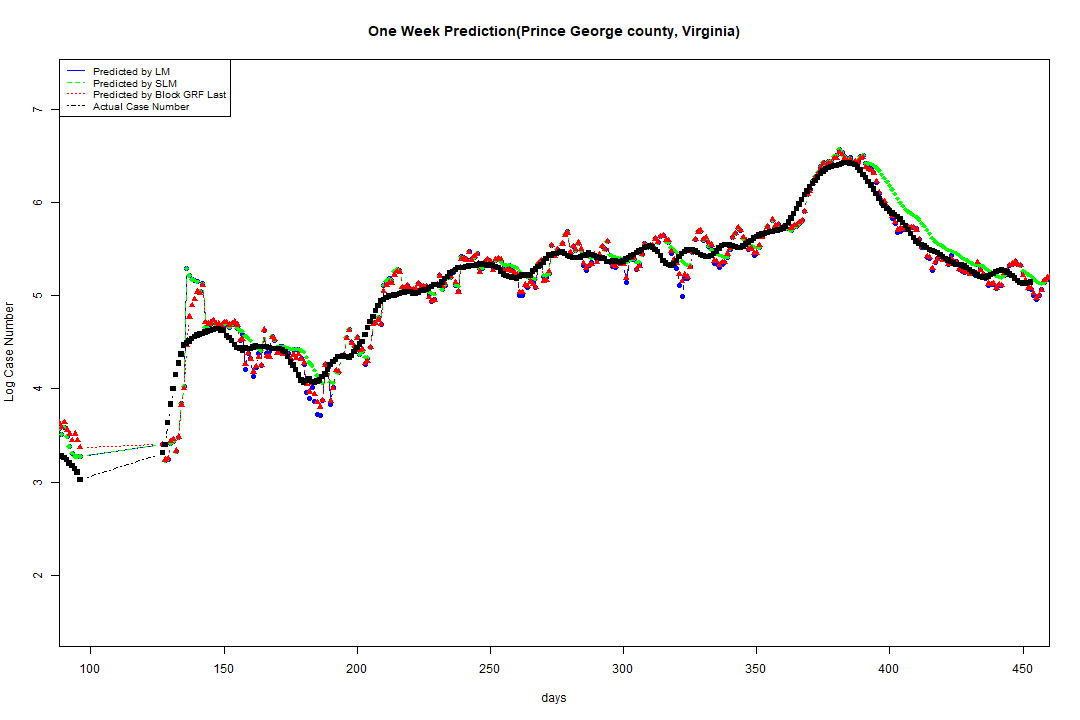 One Week Prediction(Prince George county, Virginia)
Predicted by LM
Predicted by SLM
Predicted by Block GRF Last
Actual Case Number
7
6
5
4
3
2
Log Case Number
100 150 200 250 300 350 400 450
days